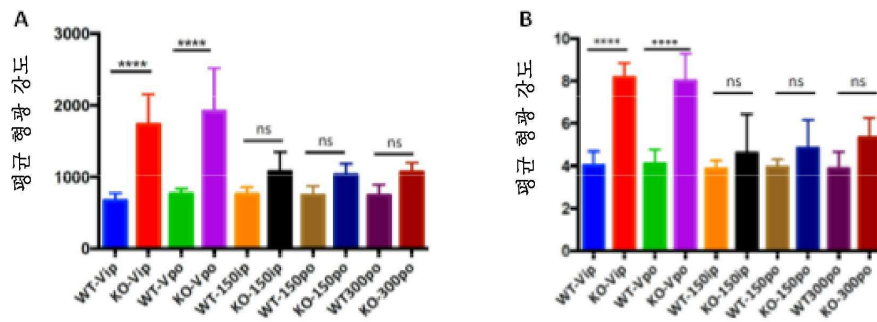 A
평균 형광 강도
3000
2000
1000
0
****
****
ns
ns
ns
WT-Vip
KO-Vip
WT-Vpo
KO-Vpo
WT-150ip
KO-150ip
WT-150po
KO-150po
WT300po
KO-300po
B
평균 형광 강도
10
8
6
4
2
0
****
****
ns
ns
ns
WT-Vip
KO-Vip
WT-Vpo
KO-Vpo
WT-150ip
KO-150ip
WT-150po
KO-150po
WT300po
KO-300po